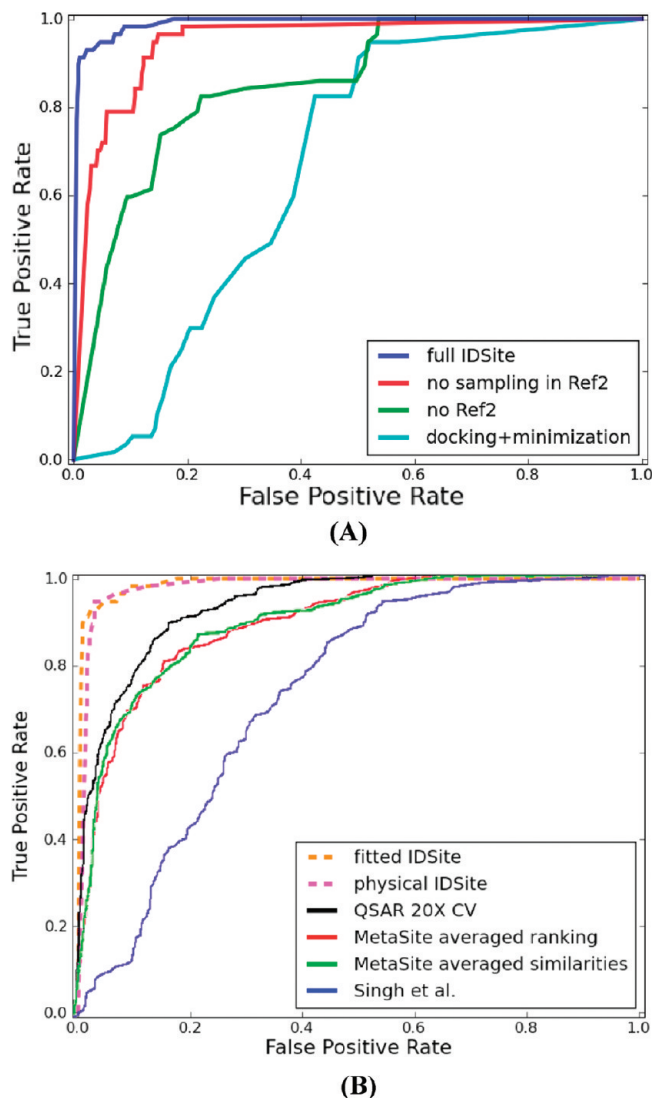 1.0
0.8
0.6
0.4
0.2
0.0
True Positive Rate
full IDSite
no sampling in Ref2
no Ref2
docking+minimization
0.0 0.2 0.4 0.6 0.8 1.0
False Positive Rate
(A)
1.0
0.8
0.6
0.4
0.2
0.0
True Positive Rate
fitted IDSite
physical IDSite
QSAR 20X CV
MetaSite averaged ranking
MetaSite averaged similarities
Singh et al.
0.0 0.2 0.4 0.6 0.8 1.0
False Positive Rate
(B)